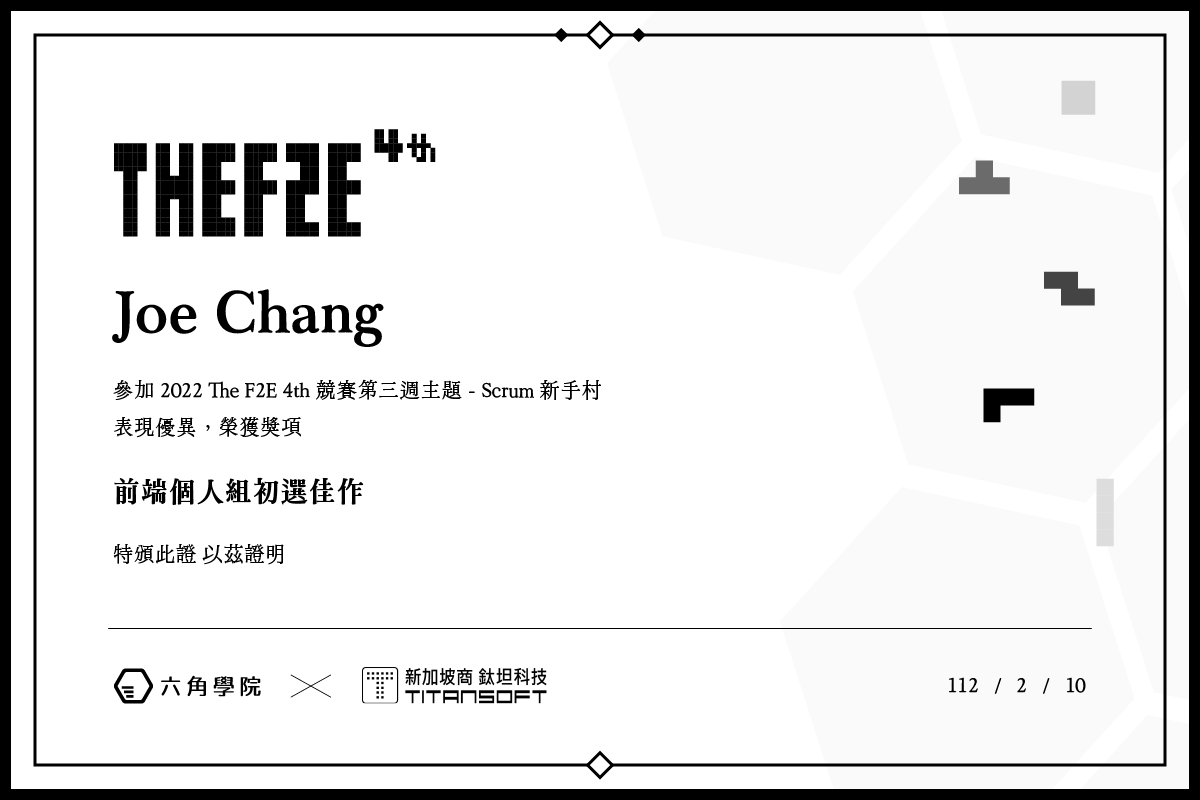 THEF2E 4th
Joe Chang
參加 2022 The F2E 4th 競賽第三週主題 - Scrum 新手村
表現優異，榮獲獎項
前端個人組初選佳作
特頒此證 以茲證明
六角學院
新加坡商 鈦坦科技
TITANSOFT
112 / 2 / 10